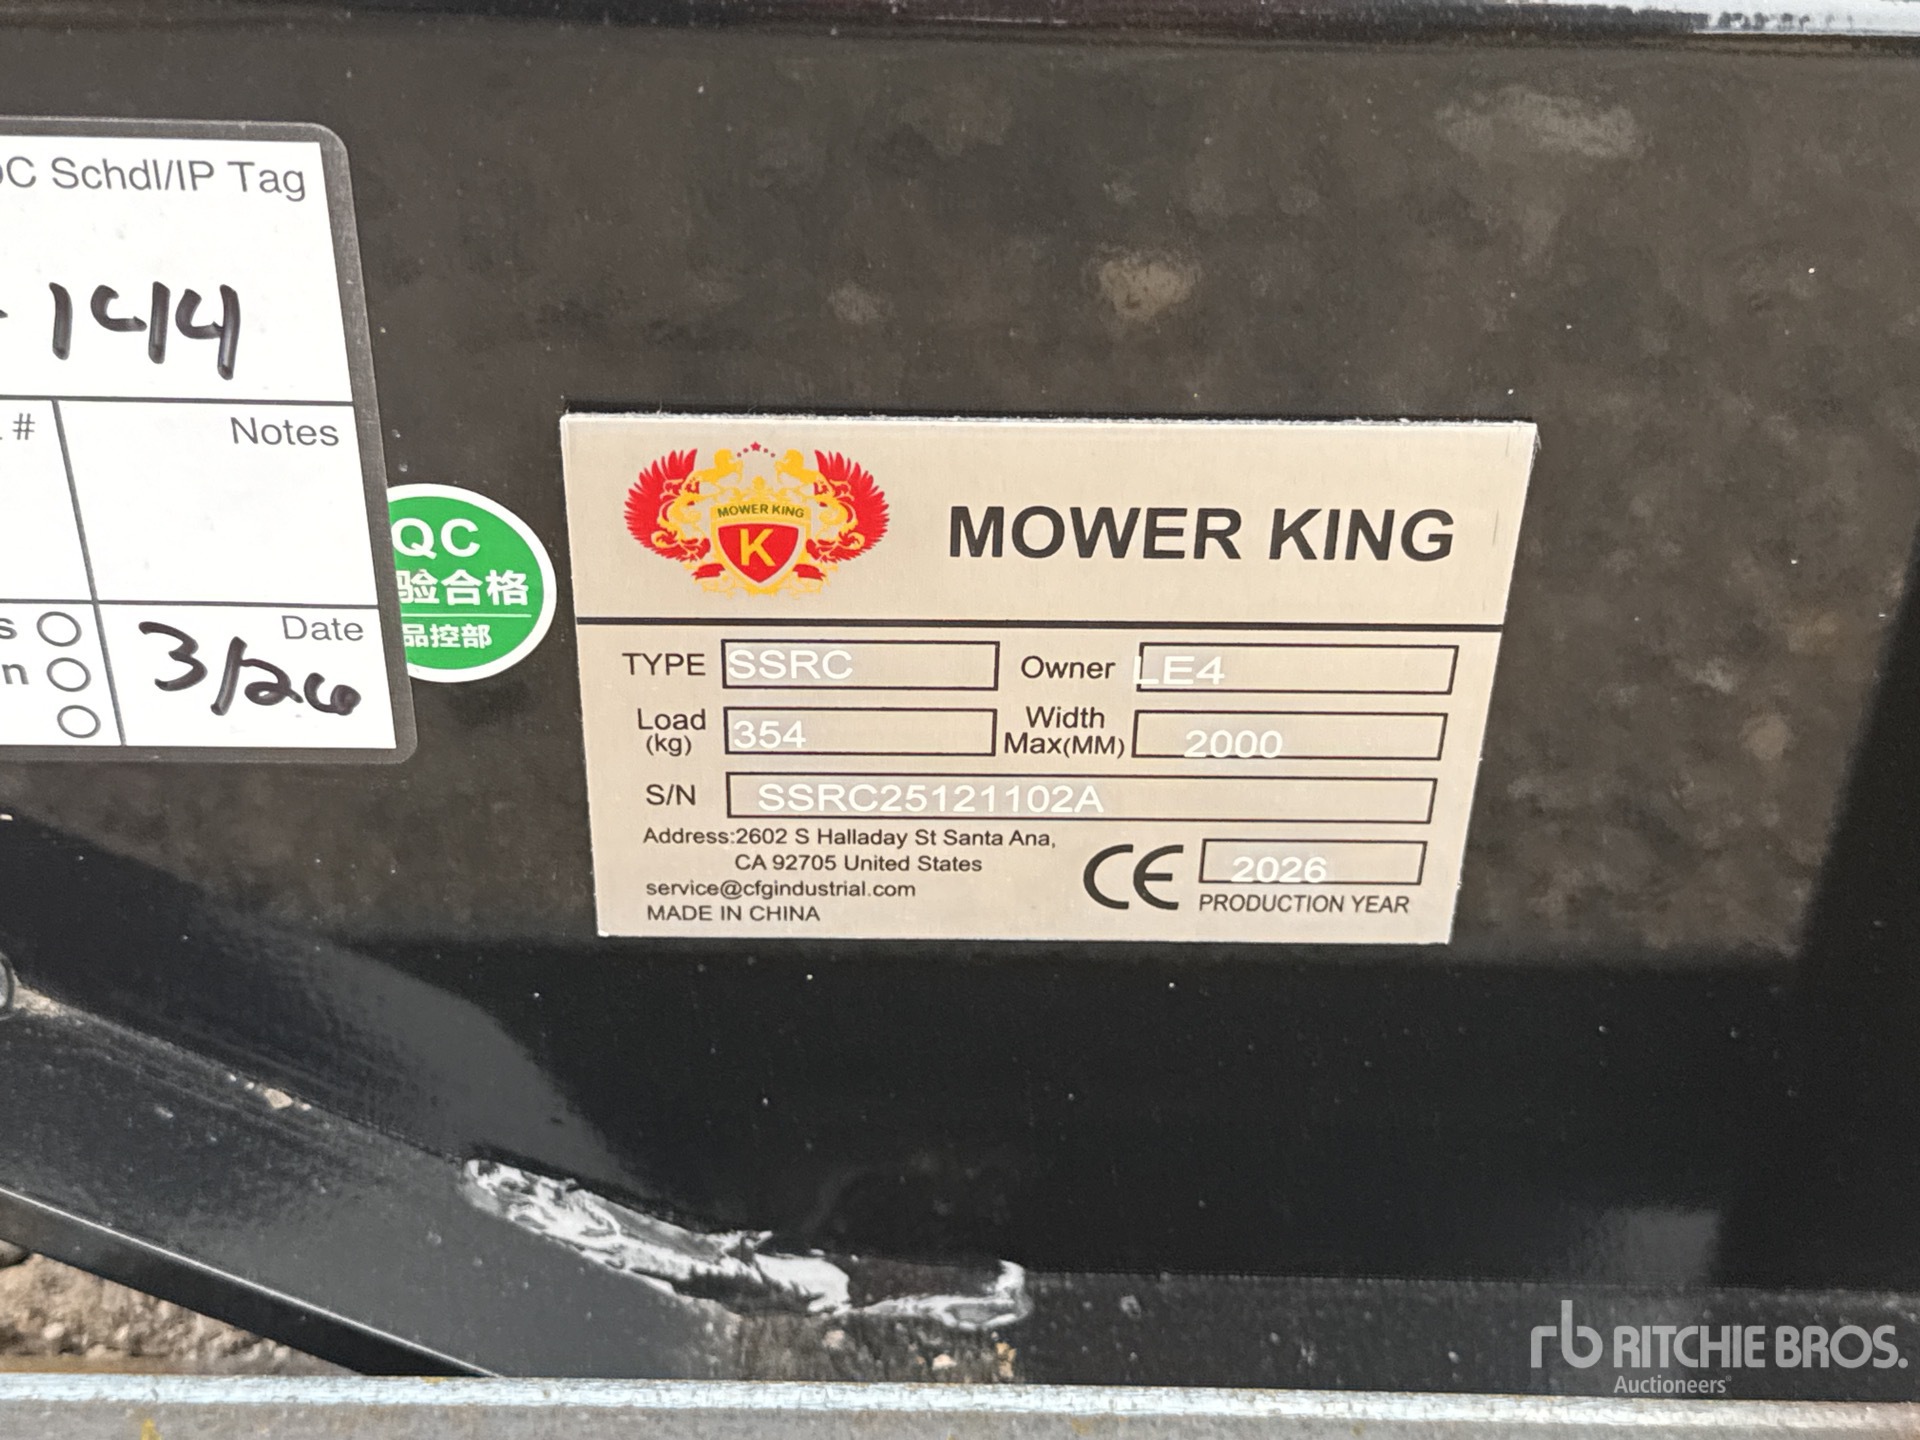 C Schdl/IP Tag
1414
#
Notes
Date
3/26
QC
验合格
品控部
MOWER KING
K
MOWER KING
TYPE SSRC Owner LE4
Load (kg) 354 Width Max(MM) 2000
S/N SSRC25121102A
Address:2602 S Halladay St Santa Ana,
CA 92705 United States
service@cfgindustrial.com
MADE IN CHINA
CE 2026
PRODUCTION YEAR
rb RITCHIE BROS.
Auctioneers